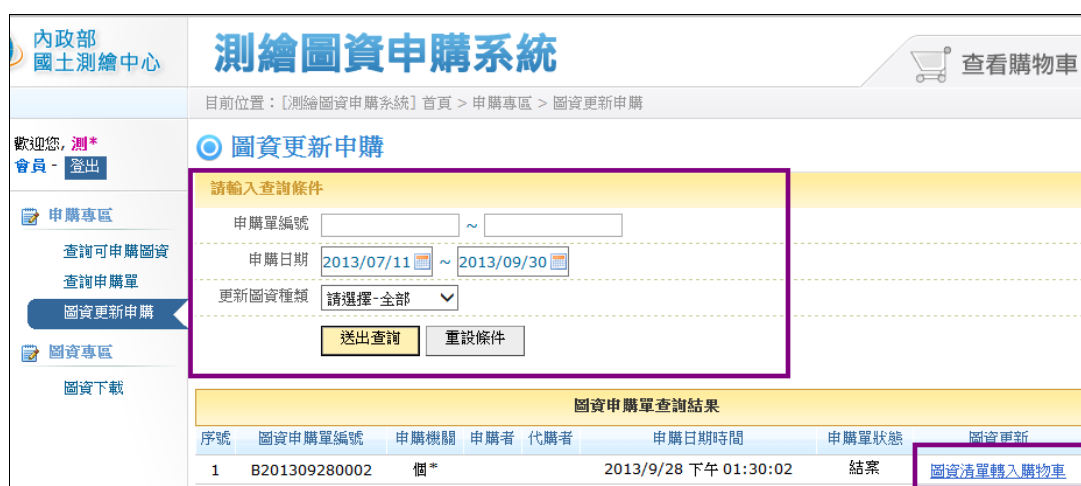 內政部
國土測繪中心
測繪圖資申購系統
查看購物車
目前位置：[測繪圖資申購系統] 首頁 > 申購專區 > 圖資更新申購
歡迎您, 測*
會員 - 登出
申購專區
查詢可申購圖資
查詢申購單
圖資更新申購
圖資專區
圖資下載
圖資更新申購
請輸入查詢條件
申購單編號 ~
申購日期 2013/07/11 ~ 2013/09/30
更新圖資種類 請選擇-全部
送出查詢 重設條件
圖資申購單查詢結果
序號 圖資申購單編號 申購機關 申購者 代購者 申購日期時間 申購單狀態 圖資更新
1 B201309280002 個* 2013/9/28 下午 01:30:02 結案 圖資清單轉入購物車